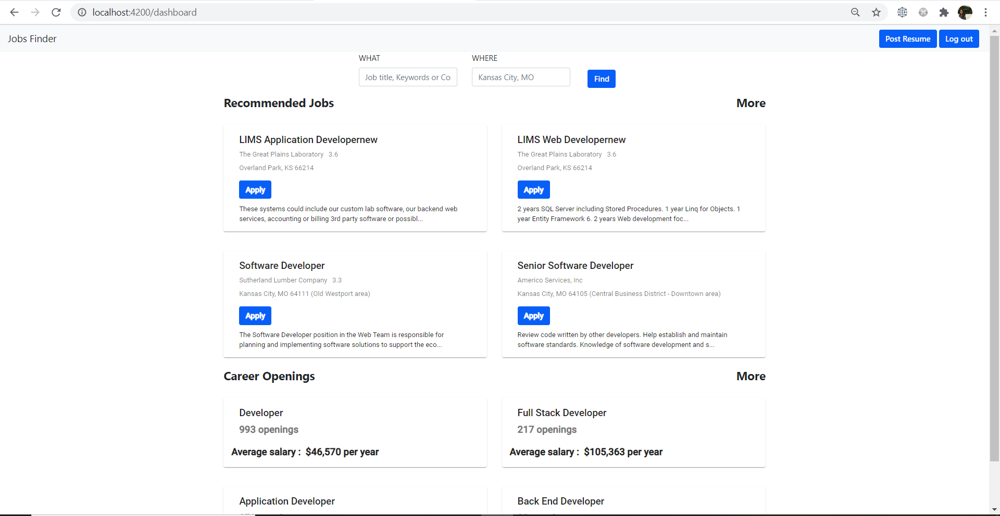 localhost:4200/dashboard
Jobs Finder
Post Resume
Log out
WHAT
WHERE
Job title, Keywords or Co
Kansas City, MO
Find
Recommended Jobs
More
LIMS Application Developernew
The Great Plains Laboratory 3.6
Overland Park, KS 66214
Apply
These systems could include our custom lab software, our backend web
services, accounting or billing 3rd party software or possibl...
LIMS Web Developernew
The Great Plains Laboratory 3.6
Overland Park, KS 66214
Apply
2 years SQL Server including Stored Procedures. 1 year Linq for Objects. 1
year Entity Framework 6. 2 years Web development foc...
Software Developer
Sutherland Lumber Company 3.3
Kansas City, MO 64111 (Old Westport area)
Apply
The Software Developer position in the Web Team is responsible for
planning and implementing software solutions to support the eco...
Senior Software Developer
Americo Services, Inc
Kansas City, MO 64105 (Central Business District - Downtown area)
Apply
Review code written by other developers. Help establish and maintain
software standards. Knowledge of software development and s...
Career Openings
More
Developer
993 openings
Average salary : $46,570 per year
Full Stack Developer
217 openings
Average salary : $105,363 per year
Application Developer
Back End Developer